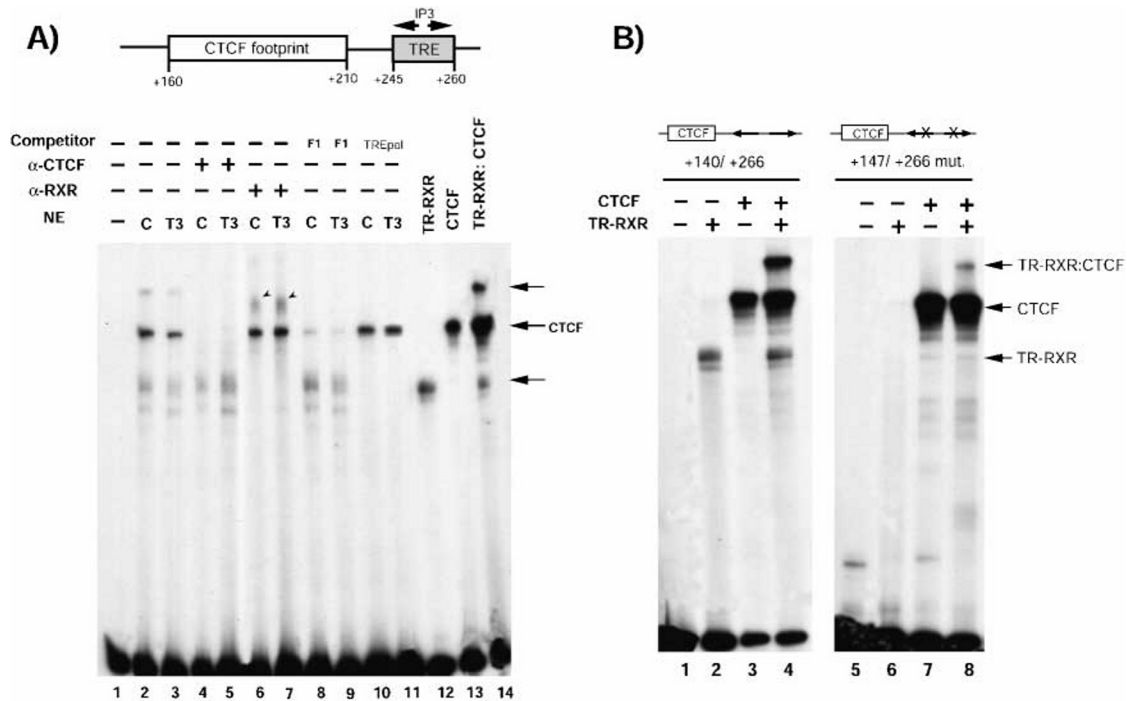 A)
IP3
CTCF footprint
TRE
+160
+210
+245
+260
Competitor – – – – – – – F1 F1 TREpal
α-CTCF – – – + + – – – – – –
α-RXR – – – – – + + – – – –
NE – C T3 C T3 C T3 C T3 C T3
TR-RXR
CTCF
TR-RXR: CTCF
CTCF
1 2 3 4 5 6 7 8 9 10 11 12 13 14
B)
CTCF
X X
CTCF
+140/ +266
+147/ +266 mut.
CTCF – – + + – – + +
TR-RXR – + – + – + – +
TR-RXR:CTCF
CTCF
TR-RXR
1 2 3 4 5 6 7 8